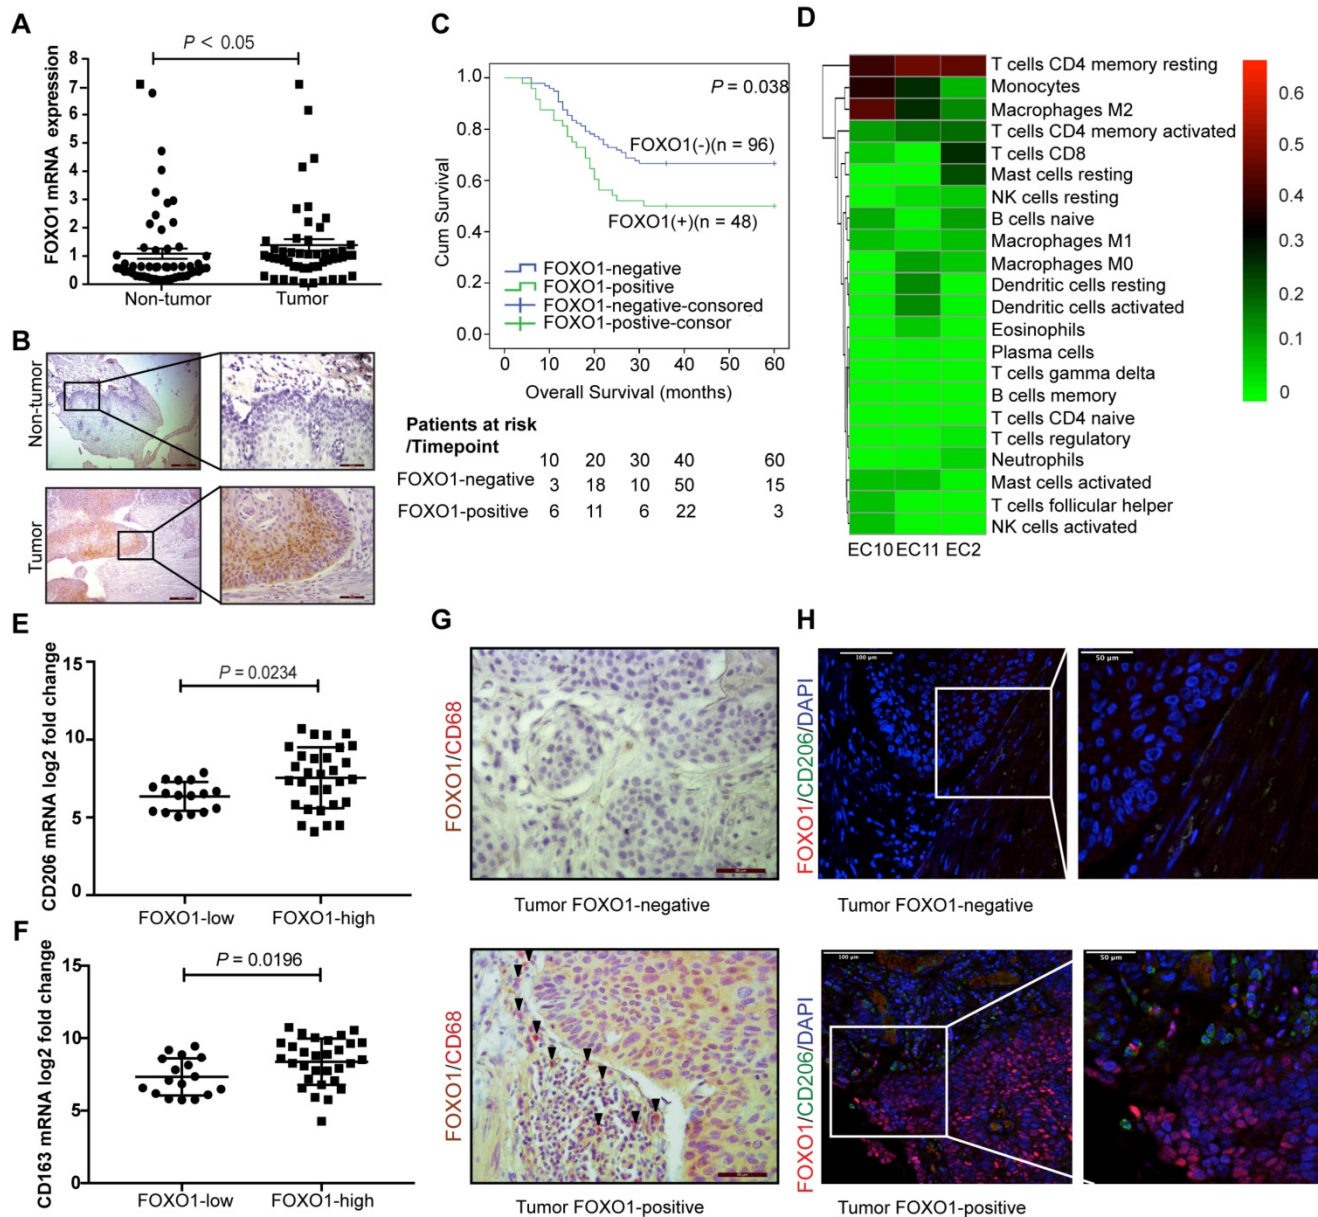 A
P < 0.05
FOXO1 mRNA expression
8
7
6
5
4
3
2
1
0
Non-tumor
Tumor
B
Non-tumor
Tumor
C
P = 0.038
Cum Survival
1.0
0.8
0.6
0.4
0.2
0.0
FOXO1(-)(n = 96)
FOXO1(+)(n = 48)
FOXO1-negative
FOXO1-positive
FOXO1-negative-consored
FOXO1-postive-consor
0 10 20 30 40 60
Overall Survival (months)
Patients at risk
/Timepoint
10 20 30 40 60
FOXO1-negative 3 18 10 50 15
FOXO1-positive 6 11 6 22 3
D
T cells CD4 memory resting
Monocytes
Macrophages M2
T cells CD4 memory activated
T cells CD8
Mast cells resting
NK cells resting
B cells naive
Macrophages M1
Macrophages M0
Dendritic cells resting
Dendritic cells activated
Eosinophils
Plasma cells
T cells gamma delta
B cells memory
T cells CD4 naive
T cells regulatory
Neutrophils
Mast cells activated
T cells follicular helper
NK cells activated
EC10 EC11 EC2
0.6
0.5
0.4
0.3
0.2
0.1
0
E
P = 0.0234
CD206 mRNA log2 fold change
15
10
5
0
FOXO1-low
FOXO1-high
F
P = 0.0196
CD163 mRNA log2 fold change
15
10
5
0
FOXO1-low
FOXO1-high
G
FOXO1/CD68
Tumor FOXO1-negative
FOXO1/CD68
Tumor FOXO1-positive
H
FOXO1/CD206/DAPI
100 µm
50 µm
Tumor FOXO1-negative
FOXO1/CD206/DAPI
100 µm
50 µm
Tumor FOXO1-positive